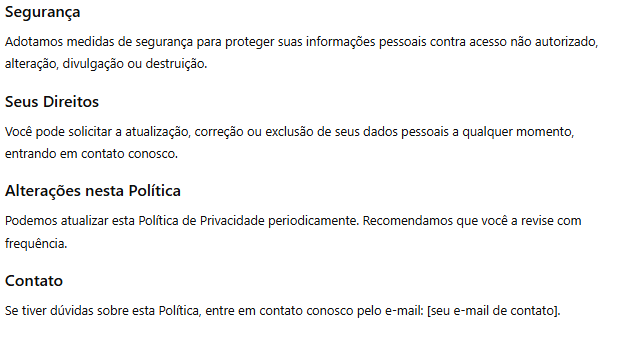 Segurança
Adotamos medidas de segurança para proteger suas informações pessoais contra acesso não autorizado,
alteração, divulgação ou destruição.
Seus Direitos
Você pode solicitar a atualização, correção ou exclusão de seus dados pessoais a qualquer momento,
entrando em contato conosco.
Alterações nesta Política
Podemos atualizar esta Política de Privacidade periodicamente. Recomendamos que você a revise com
frequência.
Contato
Se tiver dúvidas sobre esta Política, entre em contato conosco pelo e-mail: [seu e-mail de contato].